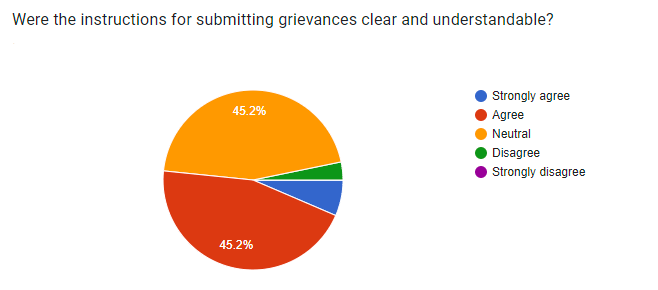 Were the instructions for submitting grievances clear and understandable?
45.2%
45.2%
Strongly agree
Agree
Neutral
Disagree
Strongly disagree